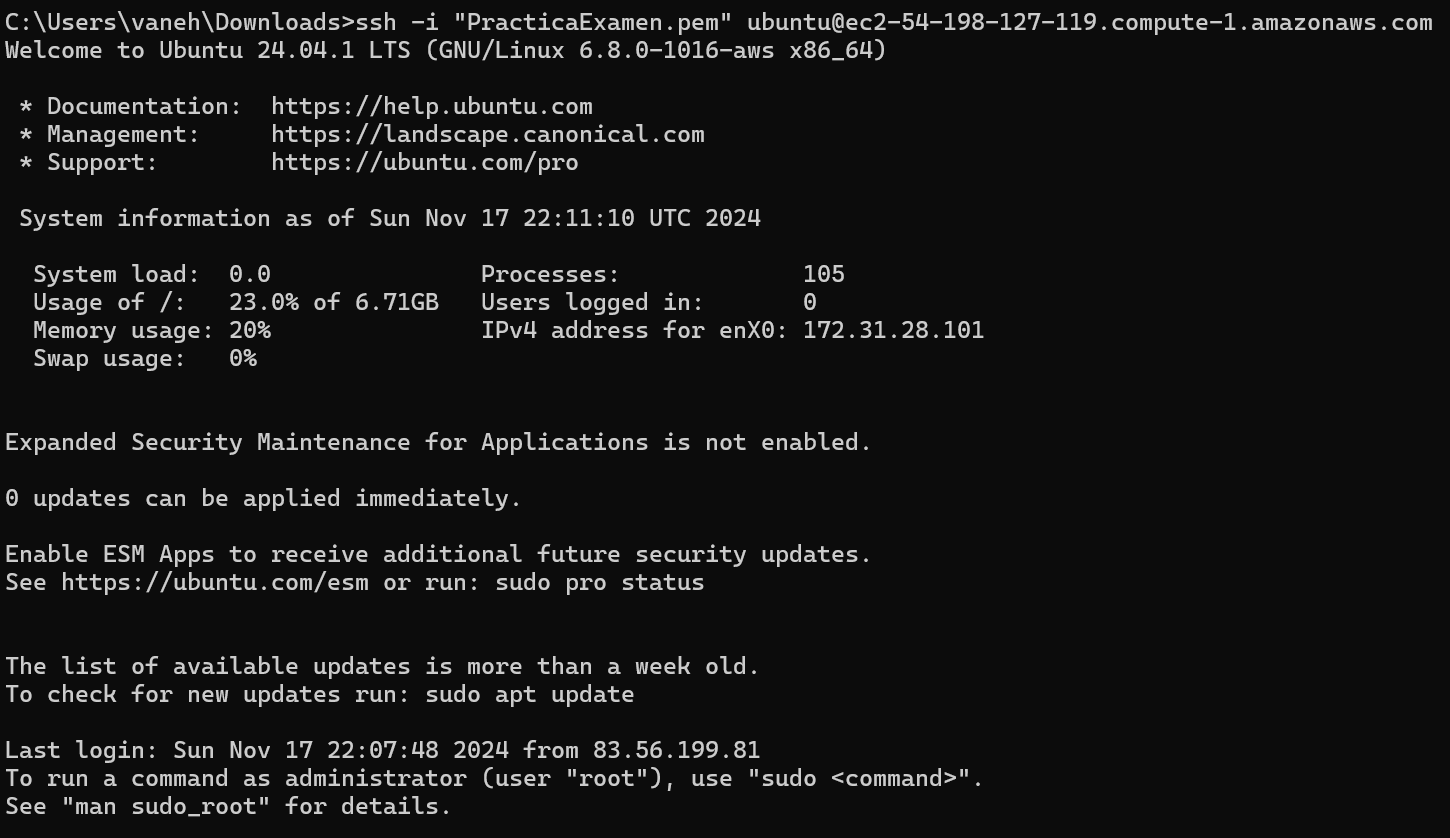 C:\Users\vaneh\Downloads>ssh -i "PracticaExamen.pem" ubuntu@ec2-54-198-127-119.compute-1.amazonaws.com
Welcome to Ubuntu 24.04.1 LTS (GNU/Linux 6.8.0-1016-aws x86_64)

 * Documentation:  https://help.ubuntu.com
 * Management:     https://landscape.canonical.com
 * Support:        https://ubuntu.com/pro

 System information as of Sun Nov 17 22:11:10 UTC 2024

  System load:  0.0               Processes:             105
  Usage of /:   23.0% of 6.71GB   Users logged in:       0
  Memory usage: 20%               IPv4 address for enX0: 172.31.28.101
  Swap usage:   0%


Expanded Security Maintenance for Applications is not enabled.

0 updates can be applied immediately.

Enable ESM Apps to receive additional future security updates.
See https://ubuntu.com/esm or run: sudo pro status


The list of available updates is more than a week old.
To check for new updates run: sudo apt update

Last login: Sun Nov 17 22:07:48 2024 from 83.56.199.81
To run a command as administrator (user "root"), use "sudo <command>".
See "man sudo_root" for details.